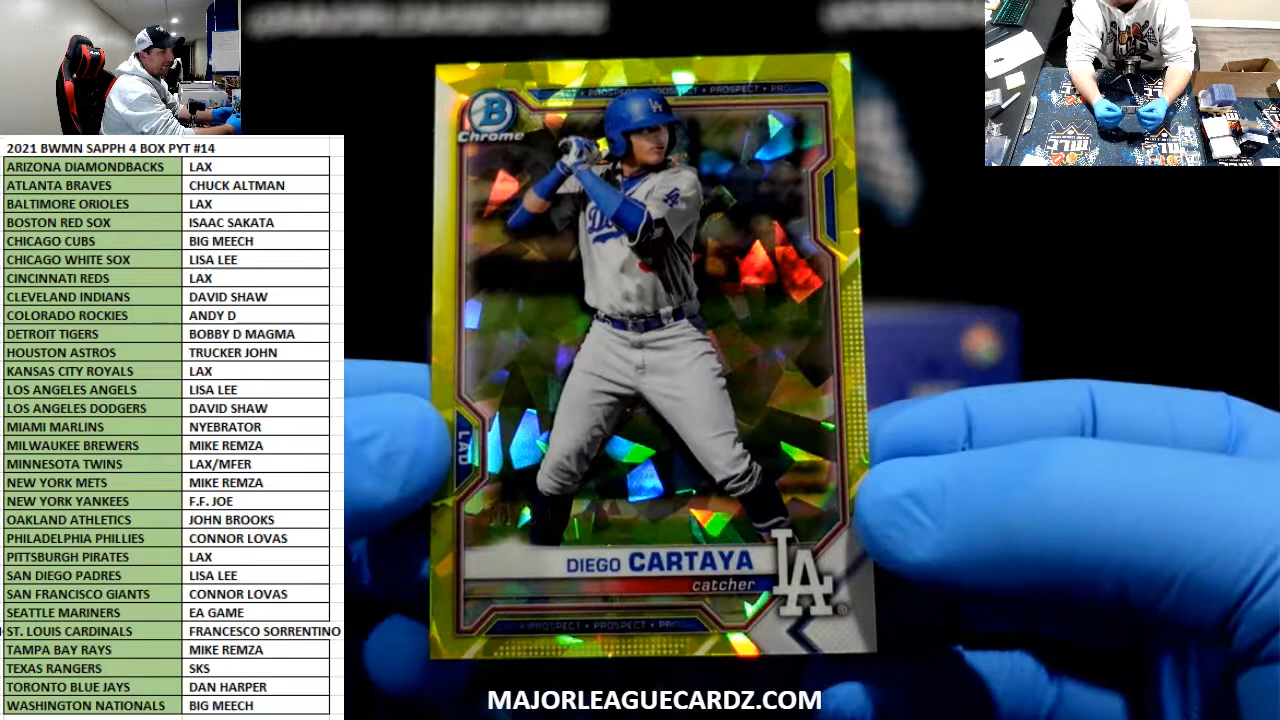 2021 BWMN SAPPH 4 BOX PYT #14
ARIZONA DIAMONDBACKS LAX
ATLANTA BRAVES CHUCK ALTMAN
BALTIMORE ORIOLES LAX
BOSTON RED SOX ISAAC SAKATA
CHICAGO CUBS BIG MEECH
CHICAGO WHITE SOX LISA LEE
CINCINNATI REDS LAX
CLEVELAND INDIANS DAVID SHAW
COLORADO ROCKIES ANDY D
DETROIT TIGERS BOBBY D MAGMA
HOUSTON ASTROS TRUCKER JOHN
KANSAS CITY ROYALS LAX
LOS ANGELES ANGELS LISA LEE
LOS ANGELES DODGERS DAVID SHAW
MIAMI MARLINS NYEBRATOR
MILWAUKEE BREWERS MIKE REMZA
MINNESOTA TWINS LAX/MFER
NEW YORK METS MIKE REMZA
NEW YORK YANKEES F.F. JOE
OAKLAND ATHLETICS JOHN BROOKS
PHILADELPHIA PHILLIES CONNOR LOVAS
PITTSBURGH PIRATES LAX
SAN DIEGO PADRES LISA LEE
SAN FRANCISCO GIANTS CONNOR LOVAS
SEATTLE MARINERS EA GAME
ST. LOUIS CARDINALS FRANCESCO SORRENTINO
TAMPA BAY RAYS MIKE REMZA
TEXAS RANGERS SKS
TORONTO BLUE JAYS DAN HARPER
WASHINGTON NATIONALS BIG MEECH
PROSPECT • PROSPECT
B
Chrome
LA
LA
LAD
DIEGO CARTAYA
catcher
LA
®
PROSPECT • PROSPECT
MAJORLEAGUECARDZ.COM
MLC